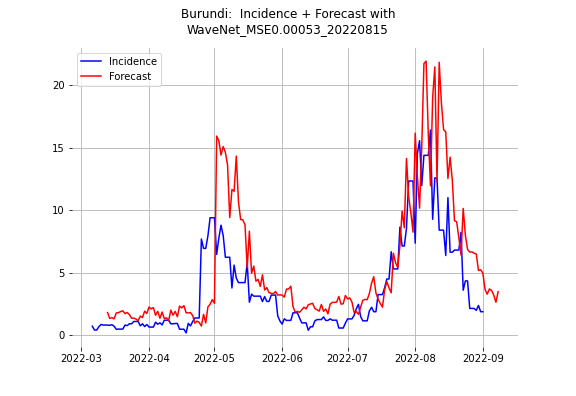 Burundi:  Incidence + Forecast with
WaveNet_MSE0.00053_20220815
Incidence
Forecast
20
15
10
5
0
2022-03 2022-04 2022-05 2022-06 2022-07 2022-08 2022-09